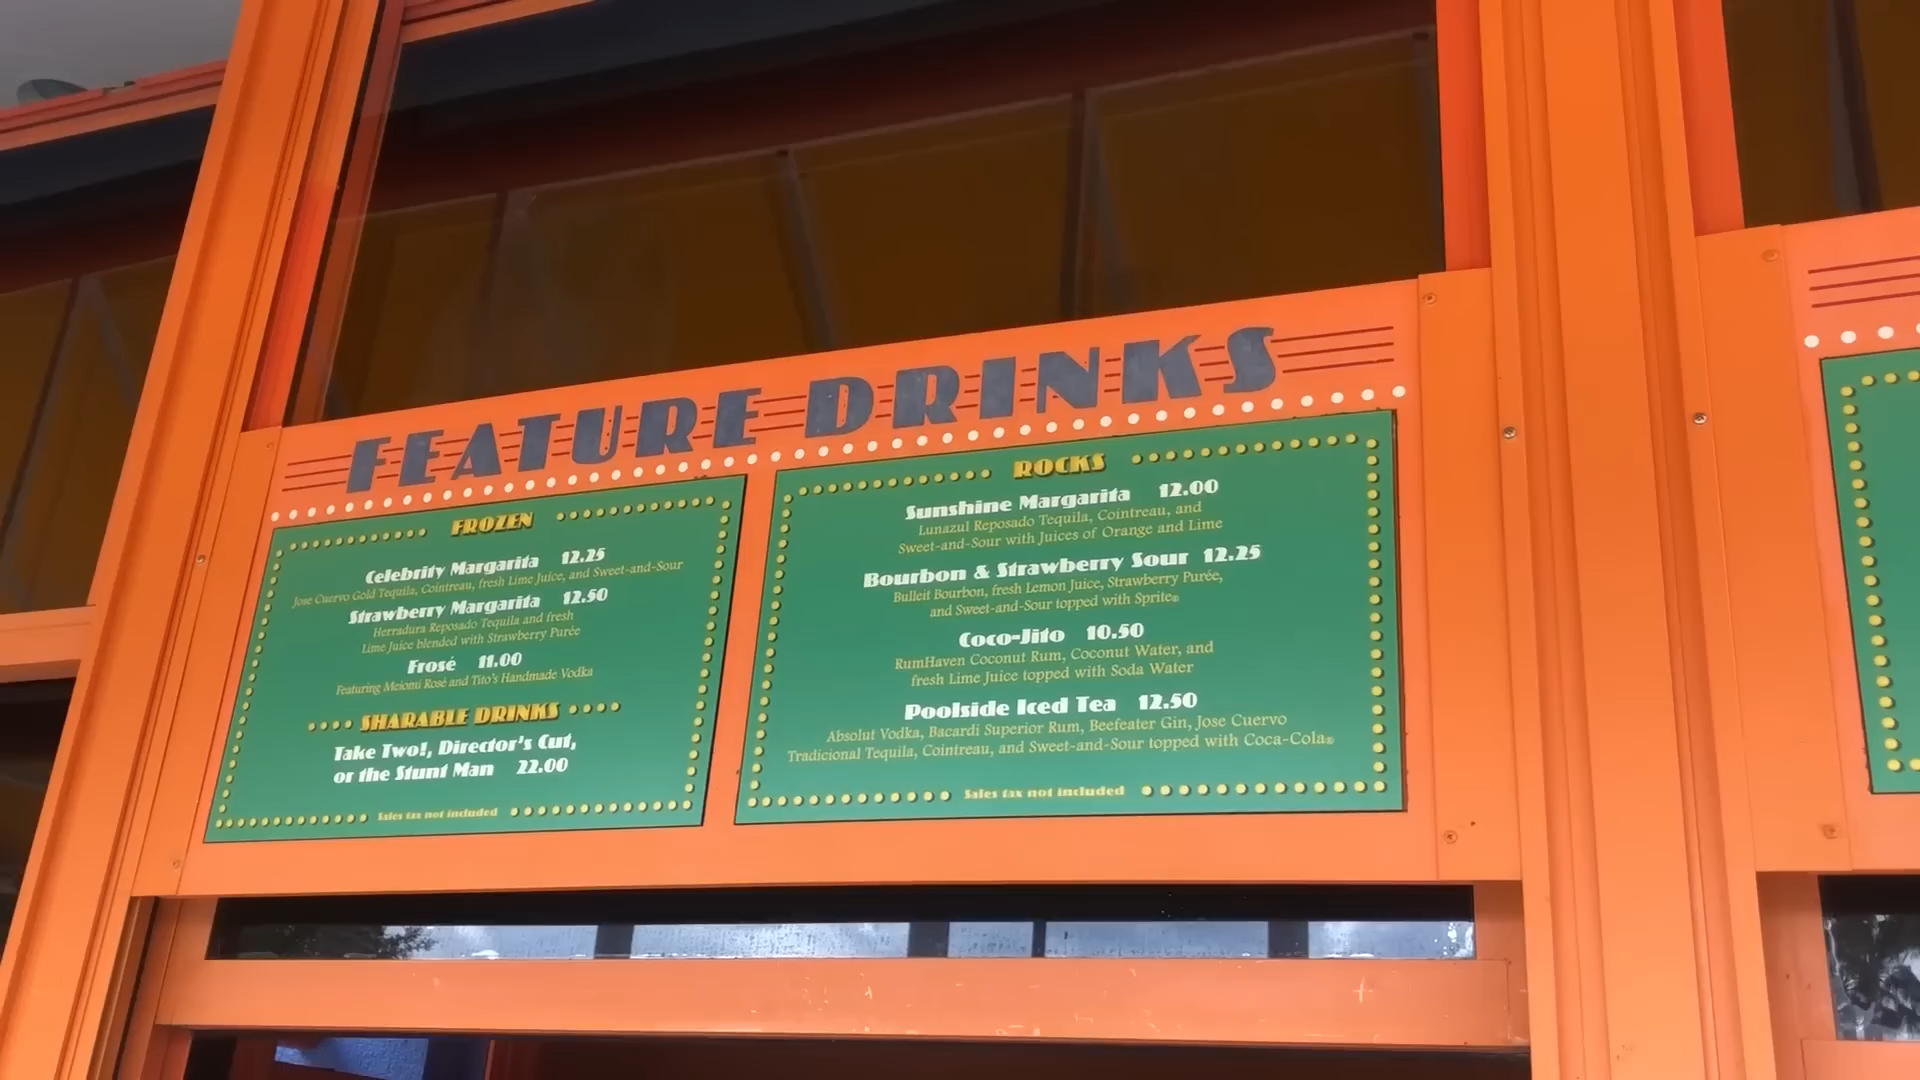 FEATURE DRINKS
FROZEN
Celebrity Margarita 12.25
Jose Cuervo Gold Tequila, Cointreau, fresh Lime Juice, and Sweet-and-Sour
Strawberry Margarita 12.50
Herradura Reposado Tequila and fresh
Lime Juice blended with Strawberry Purée
Frosé 11.00
Featuring Meiomi Rosé and Tito's Handmade Vodka
SHARABLE DRINKS
Take Two!, Director's Cut,
or the Stunt Man 22.00
Sales tax not included
ROCKS
Sunshine Margarita 12.00
Lunazul Reposado Tequila, Cointreau, and
Sweet-and-Sour with Juices of Orange and Lime
Bourbon & Strawberry Sour 12.25
Bulleit Bourbon, fresh Lemon Juice, Strawberry Purée,
and Sweet-and-Sour topped with Sprite®
Coco-Jito 10.50
RumHaven Coconut Rum, Coconut Water, and
fresh Lime Juice topped with Soda Water
Poolside Iced Tea 12.50
Absolut Vodka, Bacardi Superior Rum, Beefeater Gin, Jose Cuervo
Tradicional Tequila, Cointreau, and Sweet-and-Sour topped with Coca-Cola®
Sales tax not included